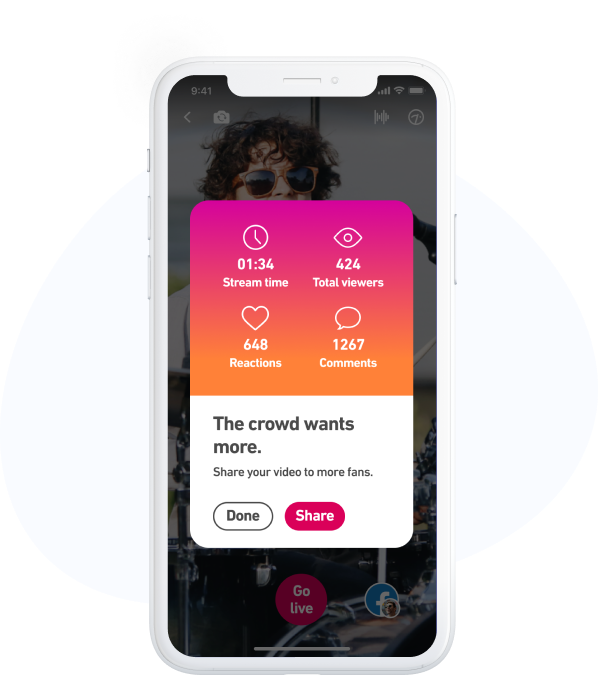 9:41
01:34
424
Stream time
Total viewers
648
1267
Reactions
Comments
The crowd wants
more.
Share your video to more fans.
Done
Share
Go
live